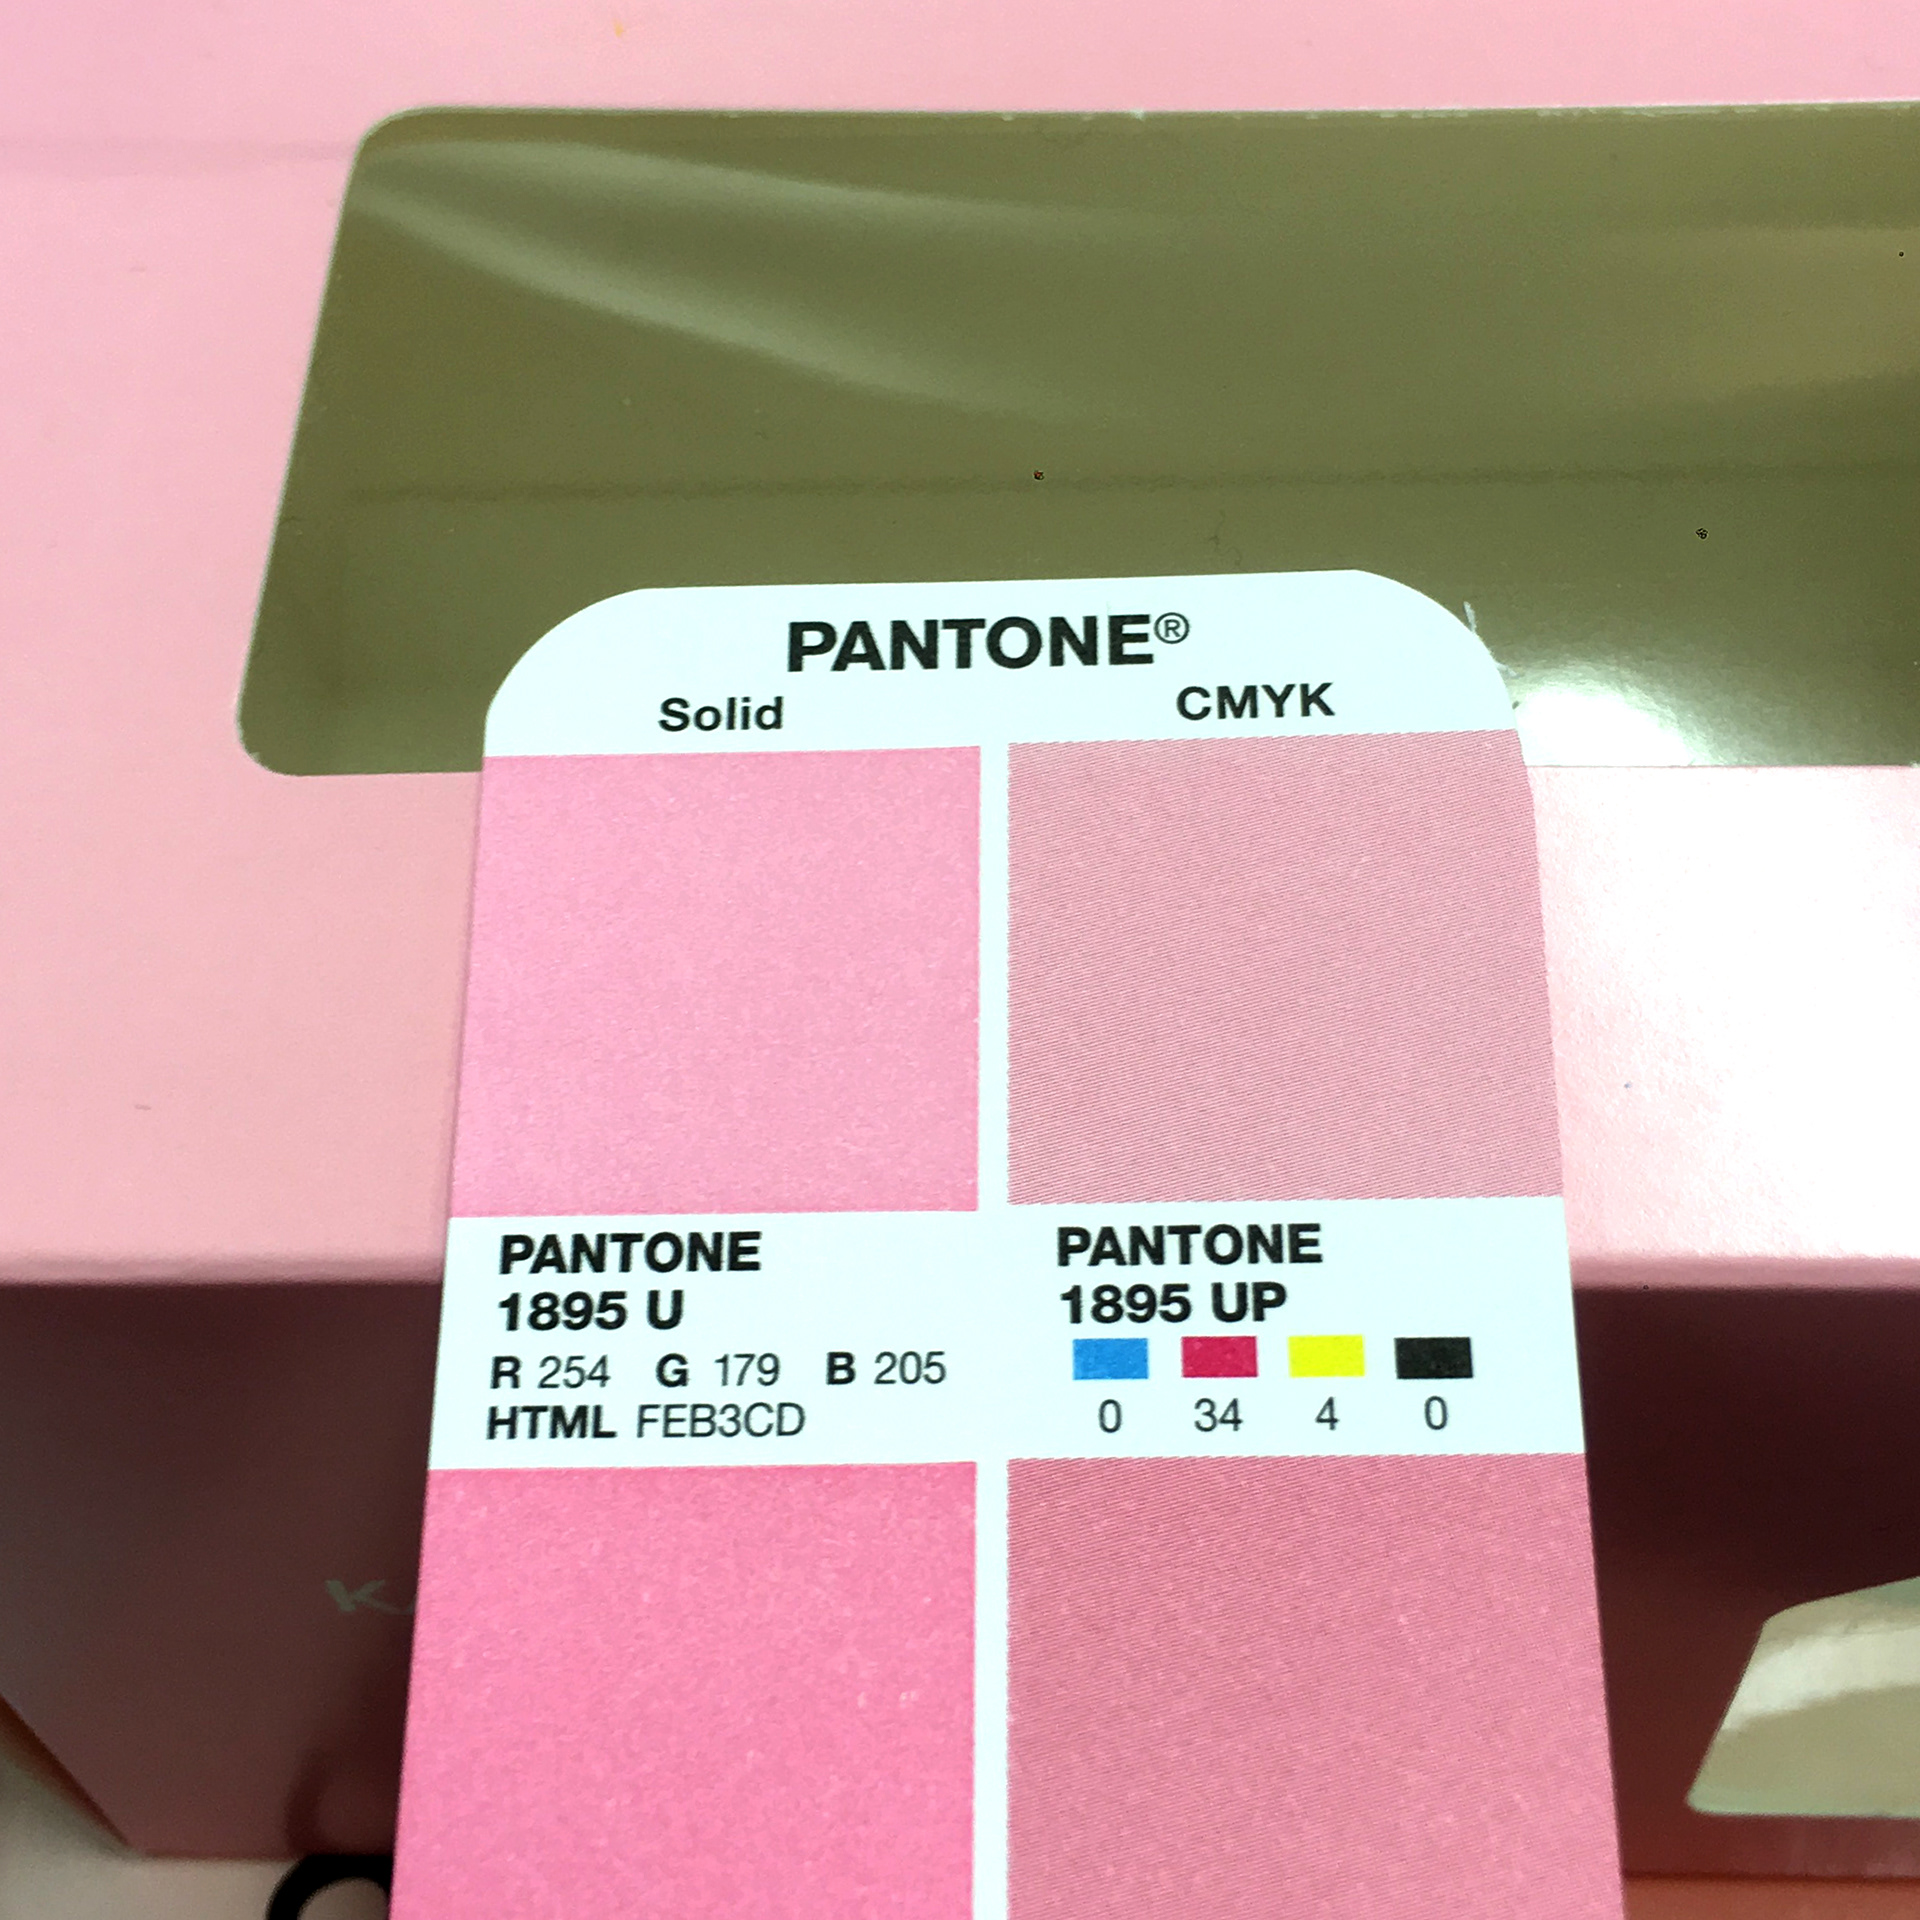 PANTONE®
Solid CMYK
PANTONE PANTONE
1895 U 1895 UP
R 254 G 179 B 205
HTML FEB3CD
0 34 4 0